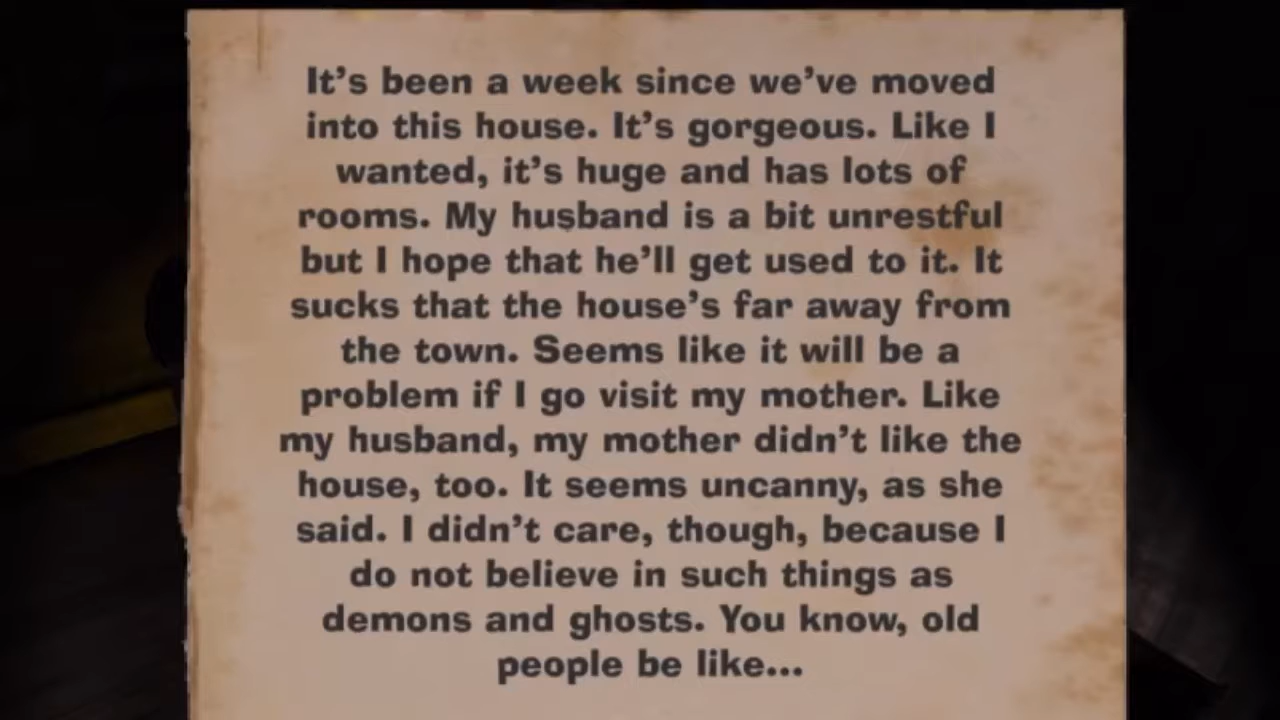 It's been a week since we've moved
into this house. It's gorgeous. Like I
wanted, it's huge and has lots of
rooms. My husband is a bit unrestful
but I hope that he'll get used to it. It
sucks that the house's far away from
the town. Seems like it will be a
problem if I go visit my mother. Like
my husband, my mother didn't like the
house, too. It seems uncanny, as she
said. I didn't care, though, because I
do not believe in such things as
demons and ghosts. You know, old
people be like...